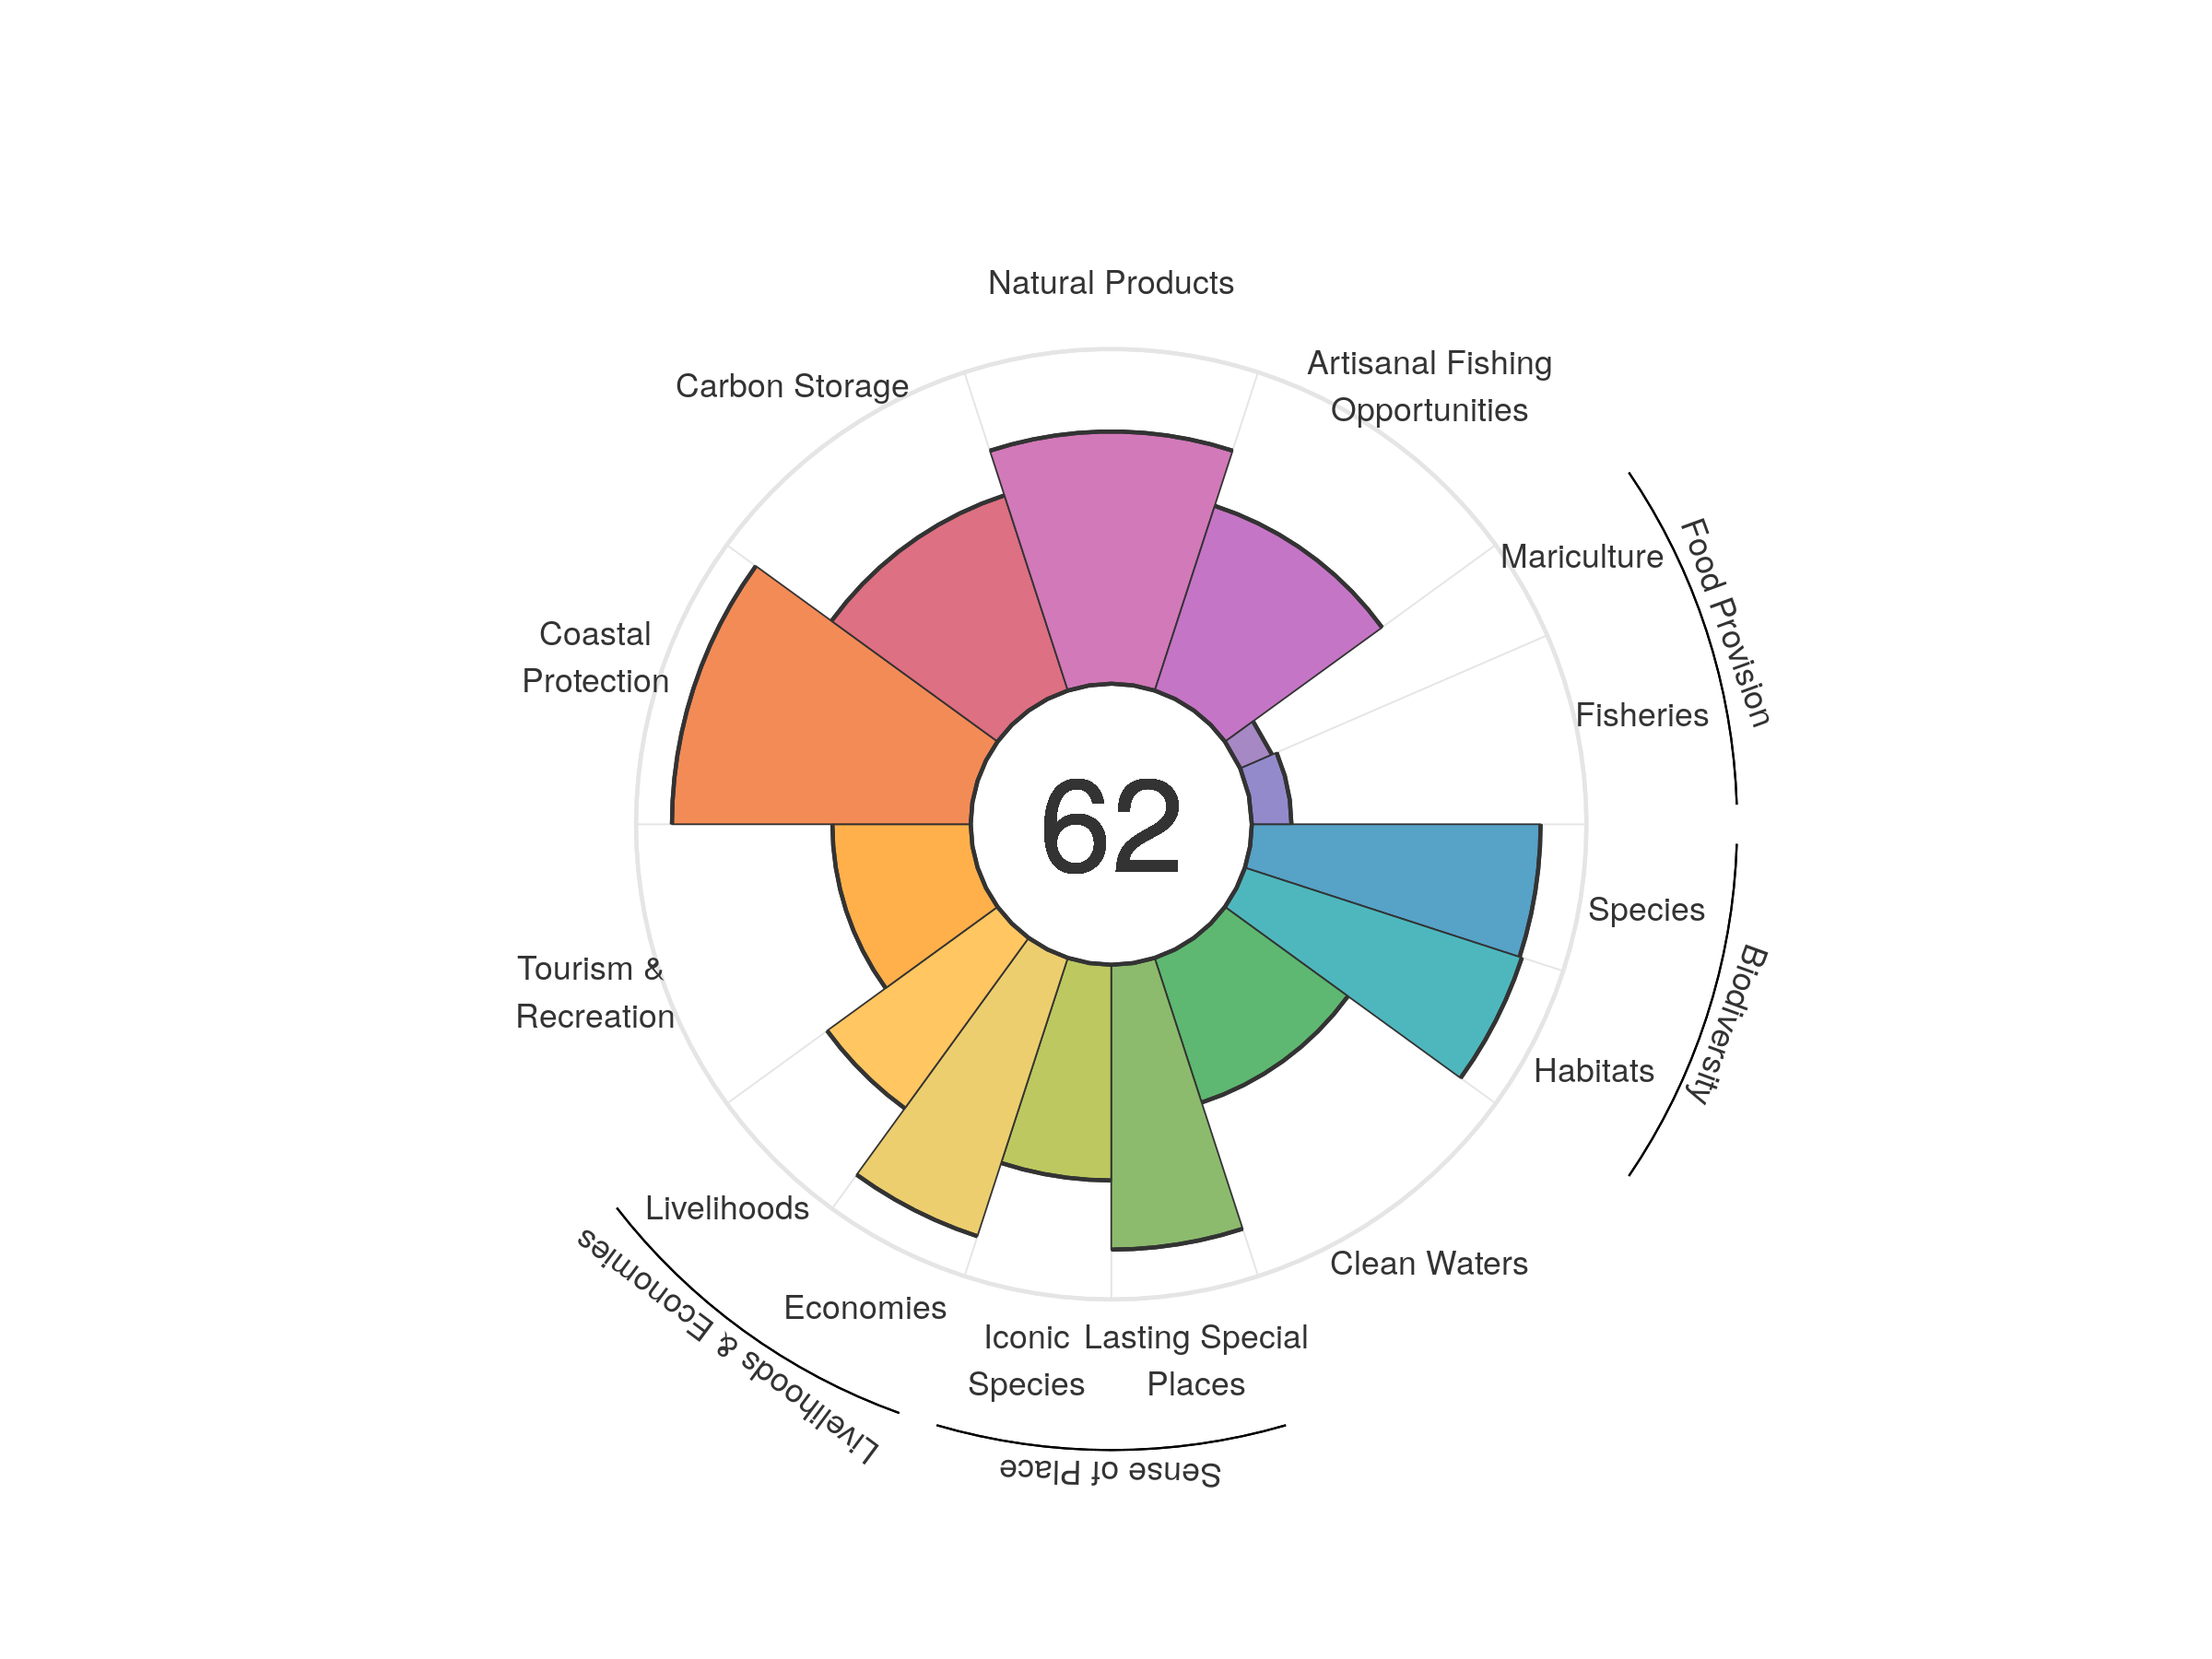 Natural Products
Artisanal Fishing
Opportunities
Carbon Storage
Mariculture
Food Provision
Coastal
Protection
Fisheries
62
Species
Biodiversity
Tourism &
Recreation
Habitats
Livelihoods
Clean Waters
Economies
Livelihoods & Economies
Iconic
Species
Lasting Special
Places
Sense of Place